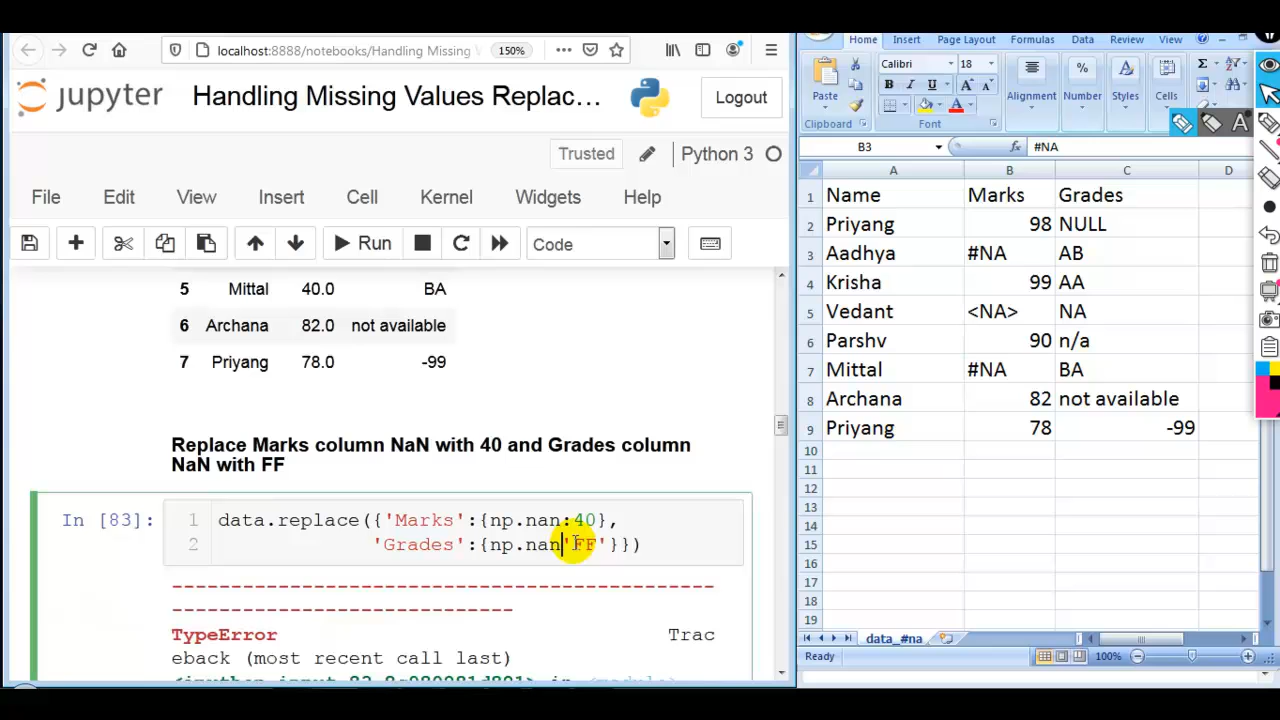 localhost:8888/notebooks/Handling Missing V
150%
jupyter
Handling Missing Values Replac...
Logout
Trusted
Python 3
File Edit View Insert Cell Kernel Widgets Help
Run
Code
5 Mittal 40.0 BA
6 Archana 82.0 not available
7 Priyang 78.0 -99
Replace Marks column NaN with 40 and Grades column
NaN with FF
In [83]:
1 data.replace({'Marks':{np.nan:40},
2 'Grades':{np.nan'FF'}})
TypeError Trac
eback (most recent call last)
Home Insert Page Layout Formulas Data Review View
Calibri 18
Paste
B I U
A A
Alignment Number Styles Cells
Clipboard Font
B3 fx #NA
A B C D
1 Name Marks Grades
2 Priyang 98 NULL
3 Aadhya #NA AB
4 Krisha 99 AA
5 Vedant <NA> NA
6 Parshv 90 n/a
7 Mittal #NA BA
8 Archana 82 not available
9 Priyang 78 -99
10
11
12
13
14
15
16
17
18
19
data_#na
Ready 100%